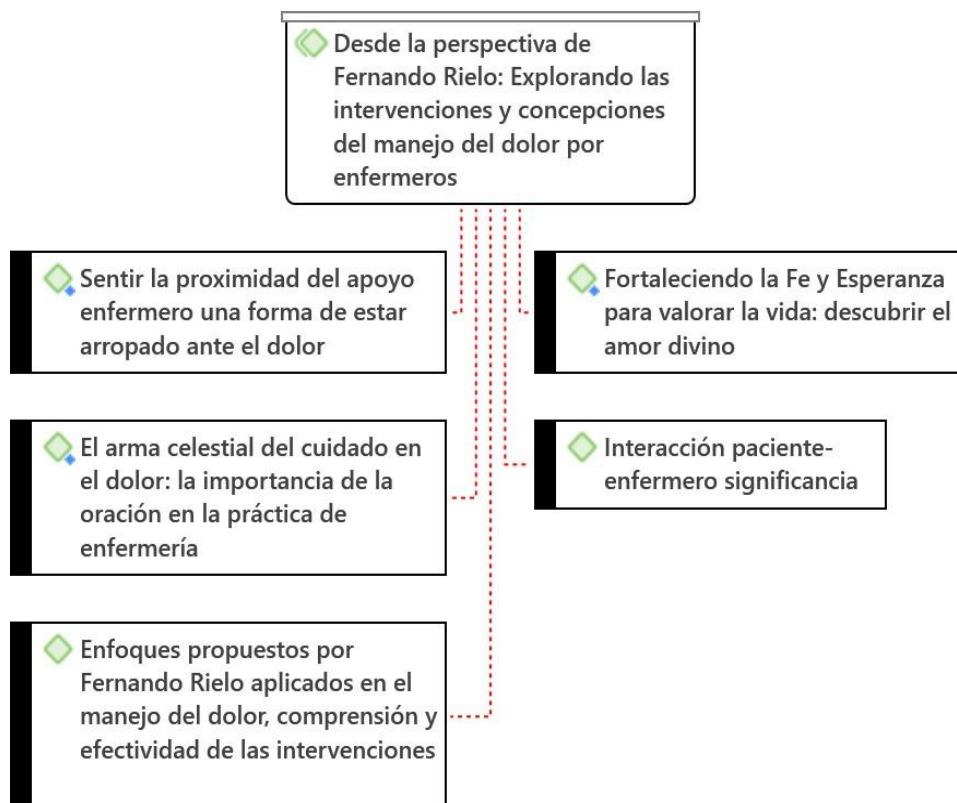 Desde la perspectiva de
Fernando Rielo: Explorando las
intervenciones y concepciones
del manejo del dolor por
enfermeros
Sentir la proximidad del apoyo
enfermero una forma de estar
arropado ante el dolor
Fortaleciendo la Fe y Esperanza
para valorar la vida: descubrir el
amor divino
El arma celestial del cuidado en
el dolor: la importancia de la
oración en la práctica de
enfermería
Interacción paciente-
enfermero significancia
Enfoques propuestos por
Fernando Rielo aplicados en el
manejo del dolor, comprensión y
efectividad de las intervenciones